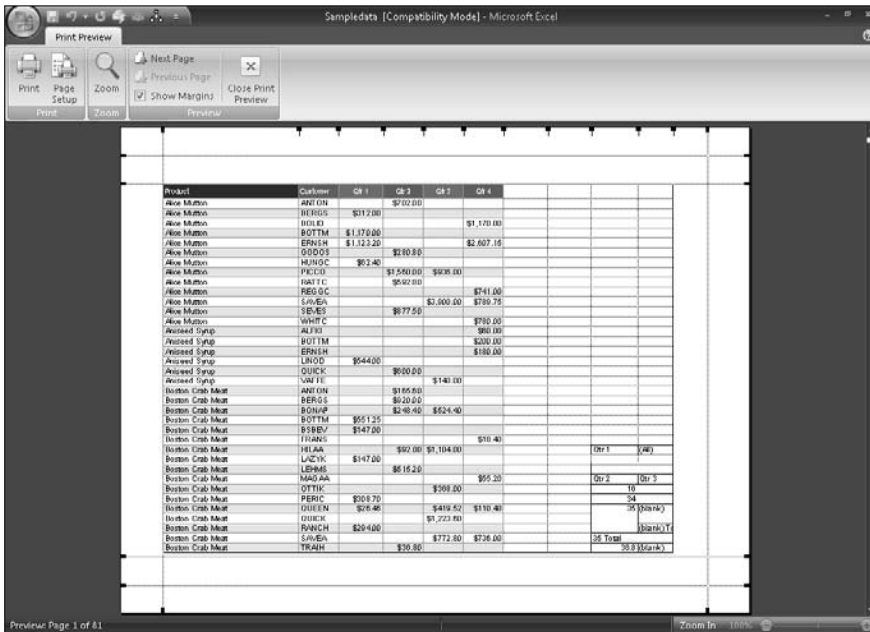 Sampledata [Compatibility Mode] - Microsoft Excel
Print Preview
Print
Page Setup
Zoom
Next Page
Previous Page
Show Margins
Close Print Preview
Print
Zoom
Preview
Product Customer Qtr 1
Qtr 4
Alice Mutton ANTON $702.00
Alice Mutton BERGS $312.00
Alice Mutton BOLID $1,170.00
Alice Mutton BOTTM $1,170.00
Alice Mutton ERNSH $1,123.20 $2,607.15
Alice Mutton GODOS $280.80
Alice Mutton HUNGC $62.40
Alice Mutton PICCO $1,560.00 $936.00
Alice Mutton RATTC $592.00
Alice Mutton REGGC $741.00
Alice Mutton SAVEA $3,900.00 $789.75
Alice Mutton SEVES $877.50
Alice Mutton WHITC $780.00
Aniseed Syrup ALFKI $60.00
Aniseed Syrup BOTTM $200.00
Aniseed Syrup ERNSH $180.00
Aniseed Syrup LINOD $544.00
Aniseed Syrup QUICK $600.00
Aniseed Syrup VAFFE $140.00
Boston Crab Meat ANTON $165.60
Boston Crab Meat BERGS $920.00
Boston Crab Meat BONAP $248.40 $524.40
Boston Crab Meat BOTTM $551.25
Boston Crab Meat BSBEV $147.00
Boston Crab Meat FRANS $18.40
Boston Crab Meat HILAA $92.00 $1,104.00 Qtr 1 (All)
Boston Crab Meat LAZYK $147.00
Boston Crab Meat LEHMS $515.20
Boston Crab Meat MAGAA $55.20 Qtr 2 Qtr 3
Boston Crab Meat OTTIK $368.00
Boston Crab Meat PERIC $308.70 34
Boston Crab Meat QUEEN $26.46 $419.52 $110.40 35 (blank)
Boston Crab Meat QUICK $1,223.60
Boston Crab Meat RANCH $294.00 (blank) T
Boston Crab Meat SAVEA $772.80 $736.00 35 Total
Boston Crab Meat TRAIH $36.80 36.8 (blank)
Preview: Page 1 of 81
Zoom In 100%